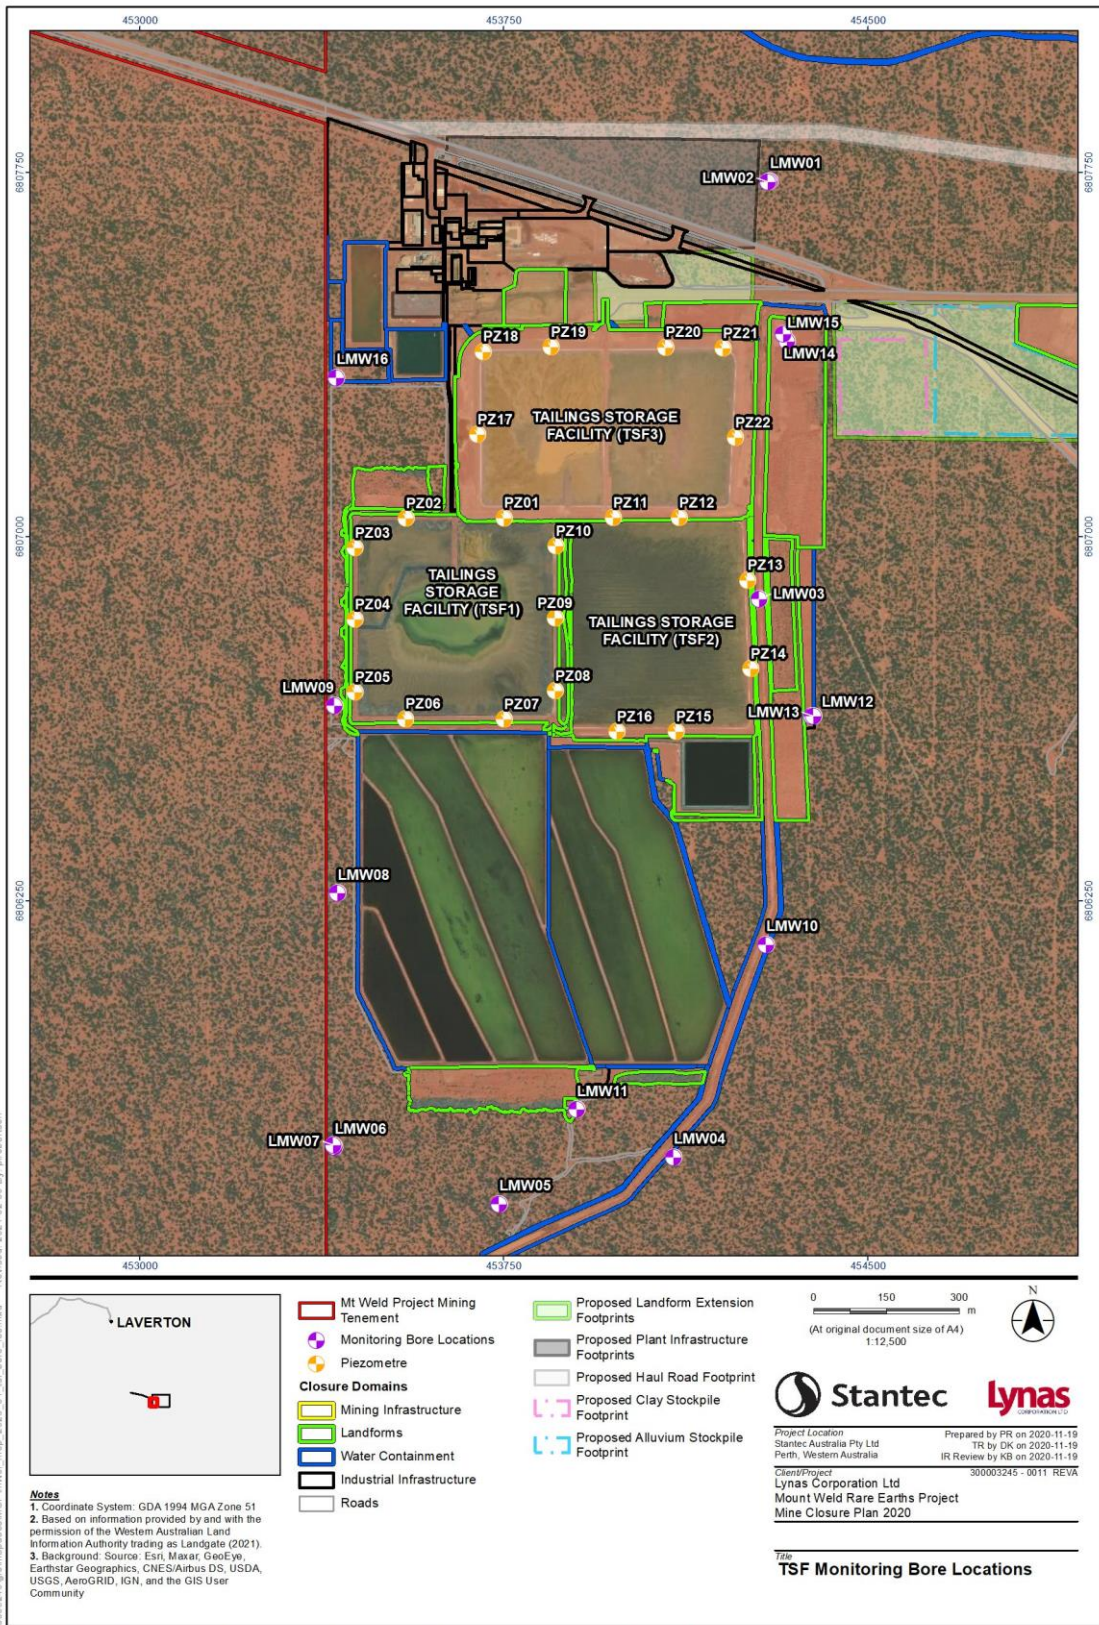 453000
453750
454500
6807750
6807750
LMW01
LMW02
LMW15
LMW14
PZ18
PZ19
PZ20
PZ21
LMW16
PZ17
TAILINGS STORAGE
FACILITY (TSF3)
PZ22
PZ02
PZ01
PZ11
PZ12
6807000
6807000
PZ03
PZ10
PZ13
TAILINGS
STORAGE
FACILITY (TSF1)
LMW03
PZ04
PZ09
TAILINGS STORAGE
FACILITY (TSF2)
PZ14
PZ05
PZ08
LMW09
PZ06
PZ07
PZ16
PZ15
LMW13
LMW12
LMW08
6806250
6806250
LMW10
LMW11
LMW07
LMW06
LMW04
LMW05
453000
453750
454500
LAVERTON
Notes
1. Coordinate System: GDA 1994 MGA Zone 51
2. Based on information provided by and with the
permission of the Western Australian Land
Information Authority trading as Landgate (2021).
3. Background: Source: Esri, Maxar, GeoEye,
Earthstar Geographics, CNES/Airbus DS, USDA,
USGS, AeroGRID, IGN, and the GIS User
Community
Mt Weld Project Mining
Tenement
Monitoring Bore Locations
Piezometre
Closure Domains
Mining Infrastructure
Landforms
Water Containment
Industrial Infrastructure
Roads
Proposed Landform Extension
Footprints
Proposed Plant Infrastructure
Footprints
Proposed Haul Road Footprint
Proposed Clay Stockpile
Footprint
Proposed Alluvium Stockpile
Footprint
0 150 300
m
(At original document size of A4)
1:12,500
N
Stantec
Lynas
CORPORATION LTD
Project Location
Stantec Australia Pty Ltd
Perth, Western Australia
Prepared by PR on 2020-11-19
TR by DK on 2020-11-19
IR Review by KB on 2020-11-19
Client/Project
300003245 - 0011 REVA
Lynas Corporation Ltd
Mount Weld Rare Earths Project
Mine Closure Plan 2020
Title
TSF Monitoring Bore Locations